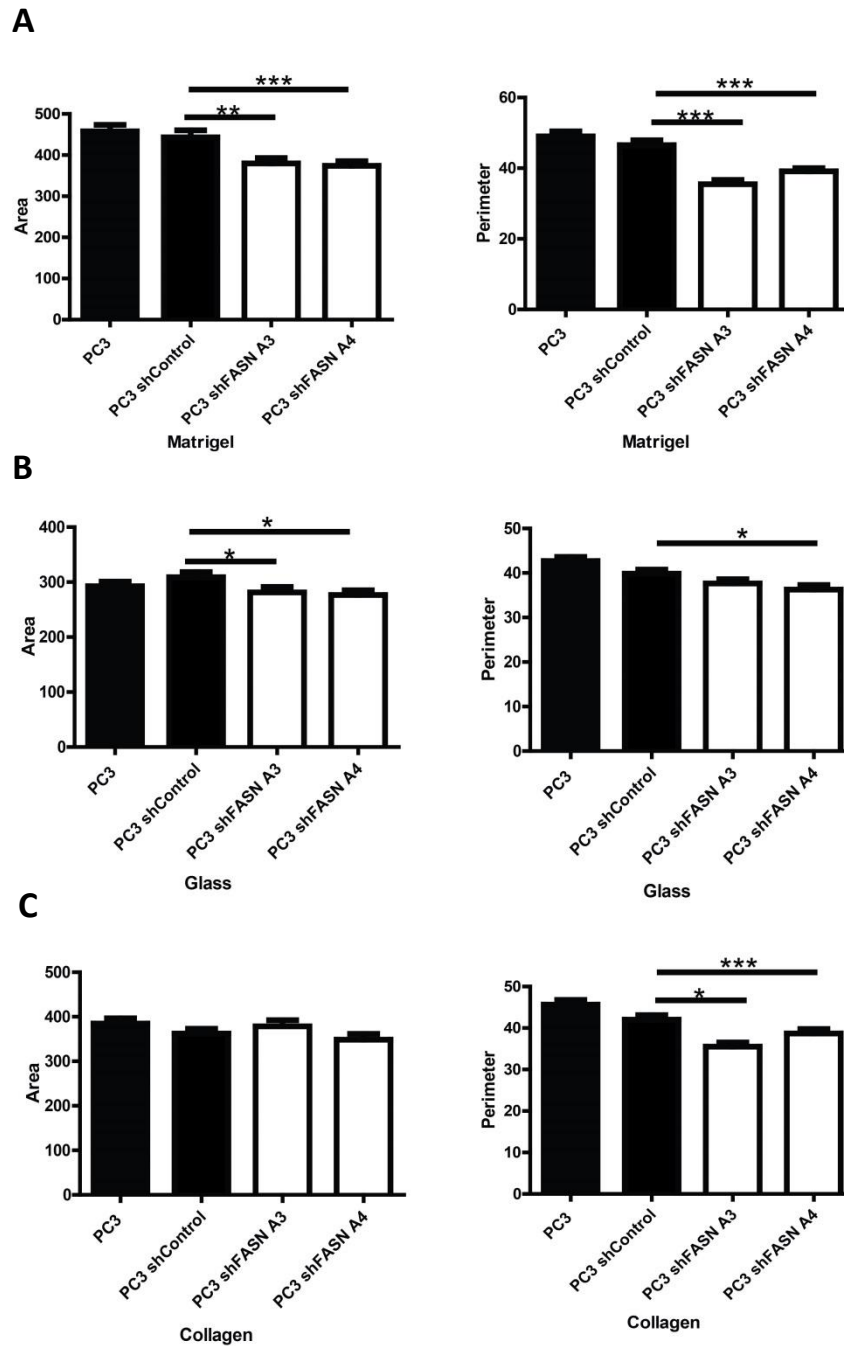 A
***
**
500
400
300
200
100
0
Area
PC3
PC3 shControl
PC3 shFASN A3
PC3 shFASN A4
Matrigel
***
***
60
40
20
0
Perimeter
PC3
PC3 shControl
PC3 shFASN A3
PC3 shFASN A4
Matrigel
B
*
*
400
300
200
100
0
Area
PC3
PC3 shControl
PC3 shFASN A3
PC3 shFASN A4
Glass
*
50
40
30
20
10
0
Perimeter
PC3
PC3 shControl
PC3 shFASN A3
PC3 shFASN A4
Glass
C
500
400
300
200
100
0
Area
PC3
PC3 shControl
PC3 shFASN A3
PC3 shFASN A4
Collagen
***
*
50
40
30
20
10
0
Perimeter
PC3
PC3 shControl
PC3 shFASN A3
PC3 shFASN A4
Collagen